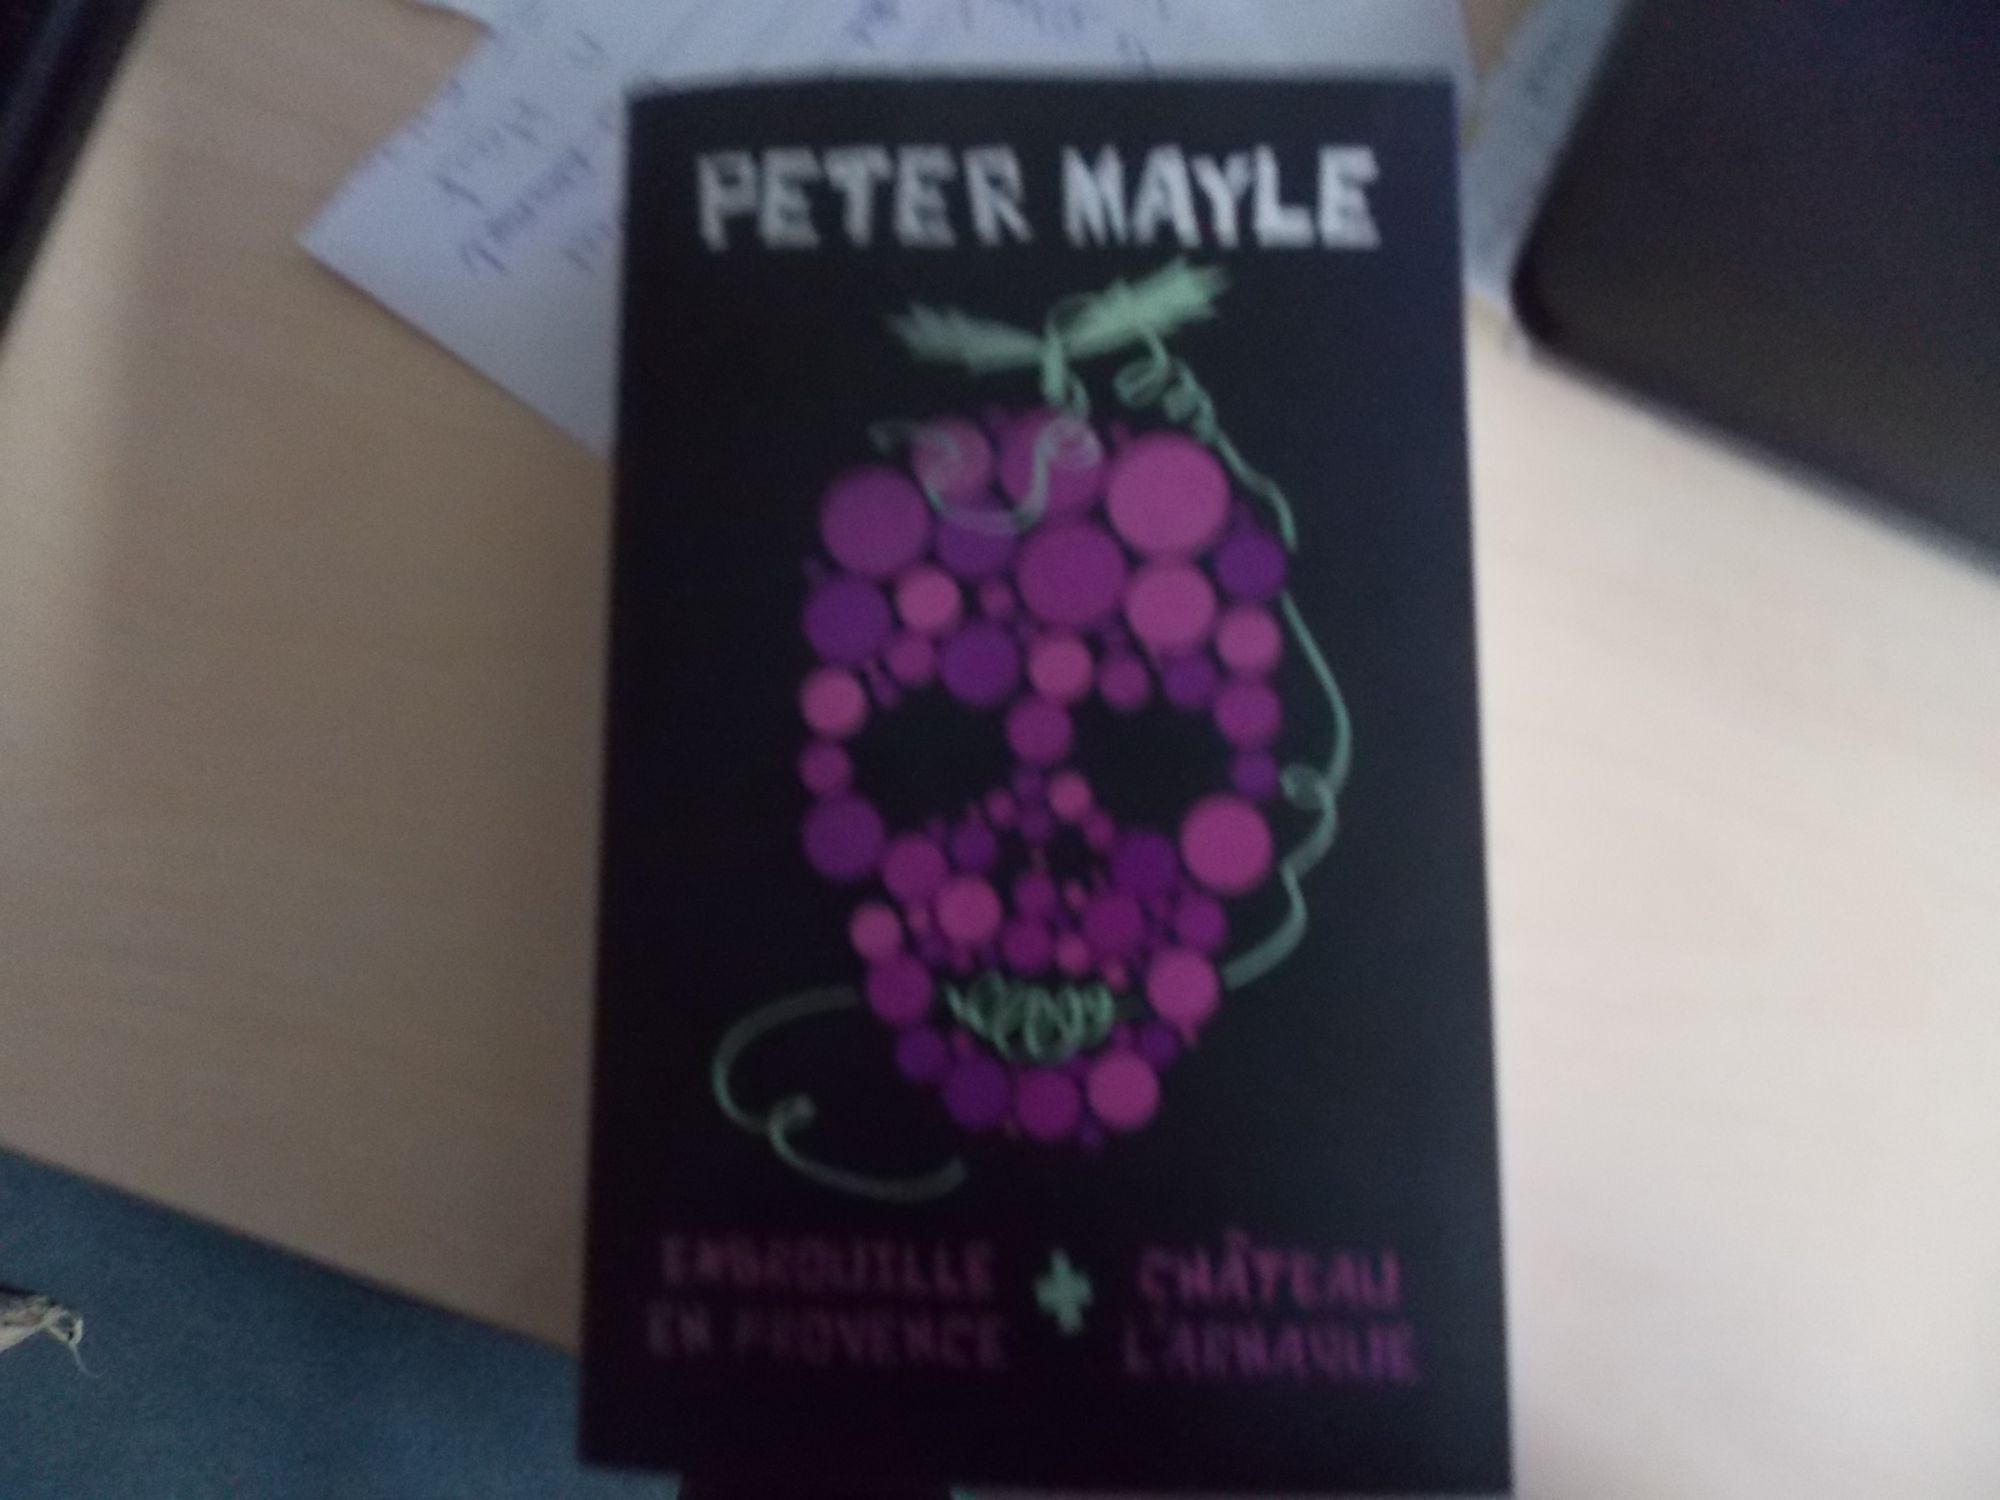 PETER MAYLE
EMBROUILLE
EN PROVENCE
+
CHÂTEAU
L'ARNAQUE